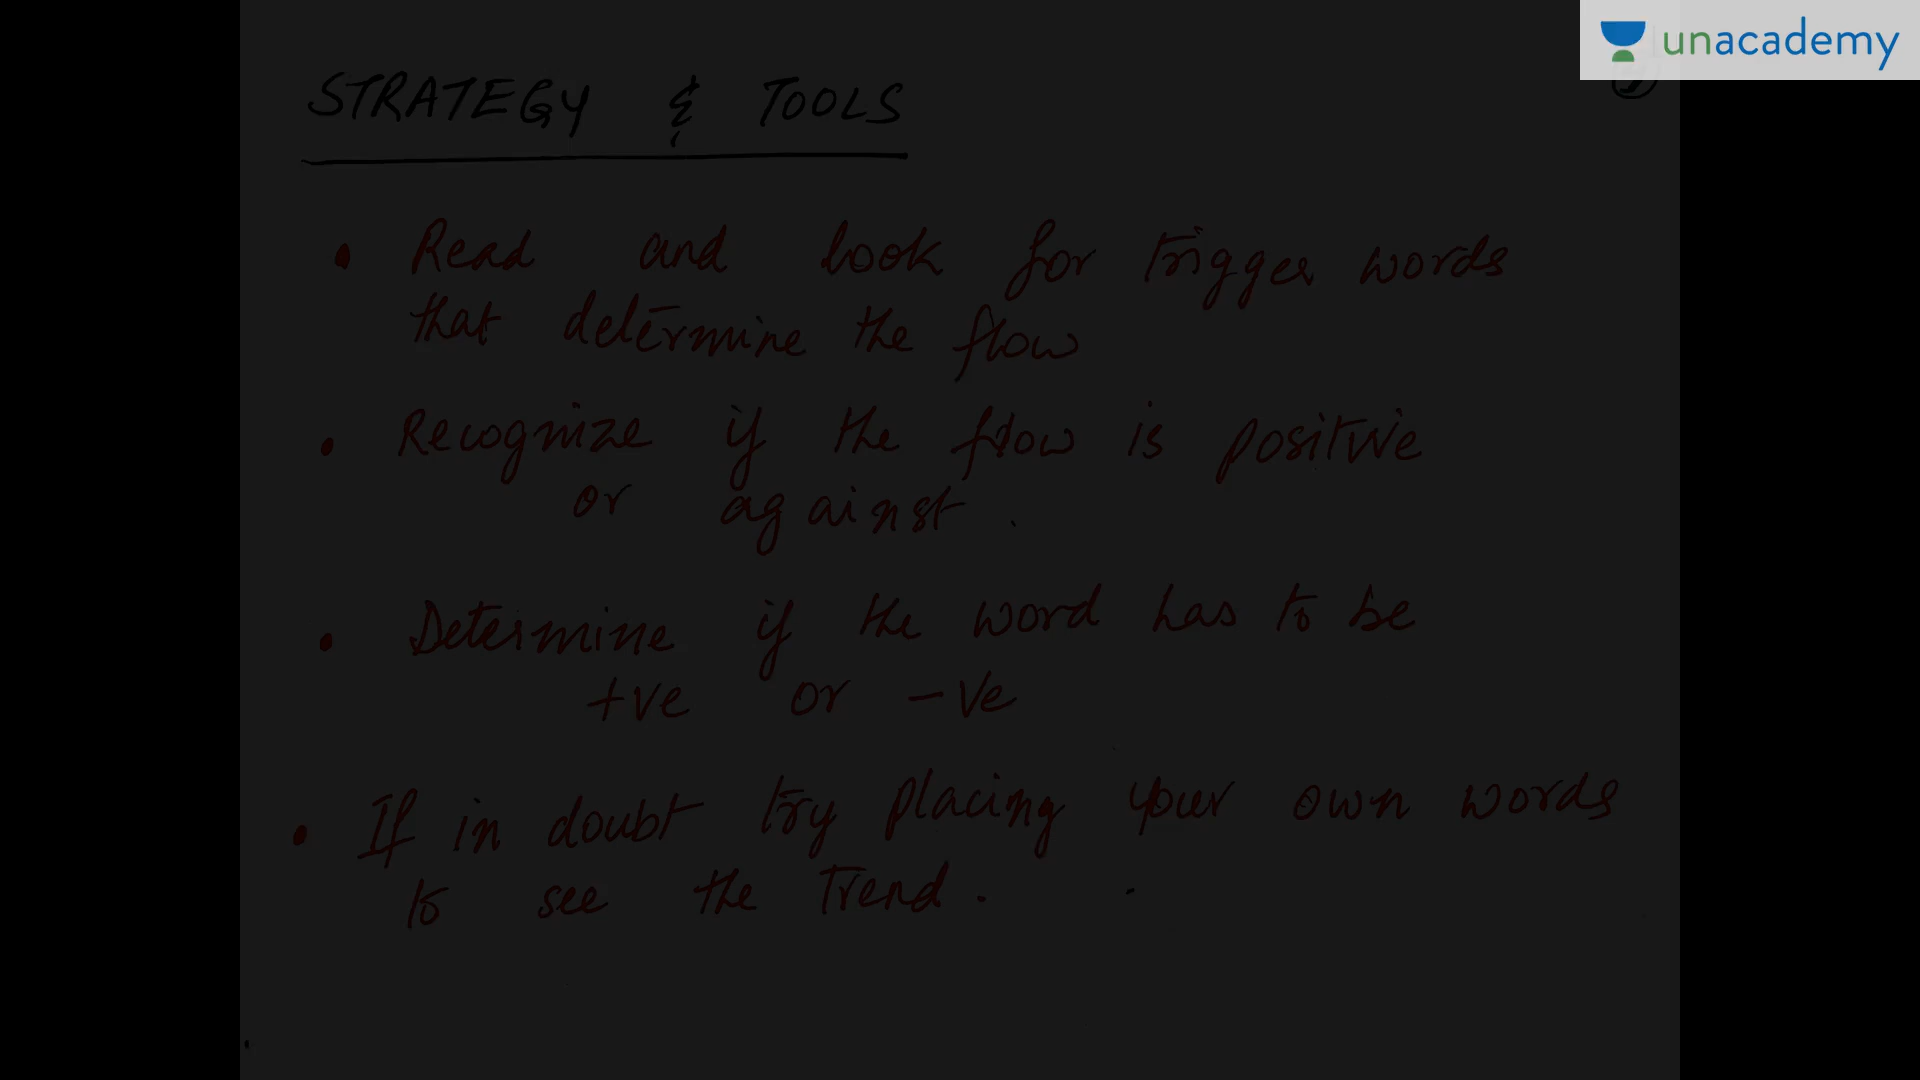 unacademy
STRATEGY & TOOLS
• Read and look for trigger words
that determine the flow
• Recognize if the flow is positive
or against.
• Determine if the word has to be
+ve or -ve
• If in doubt try placing your own words
to see the trend.